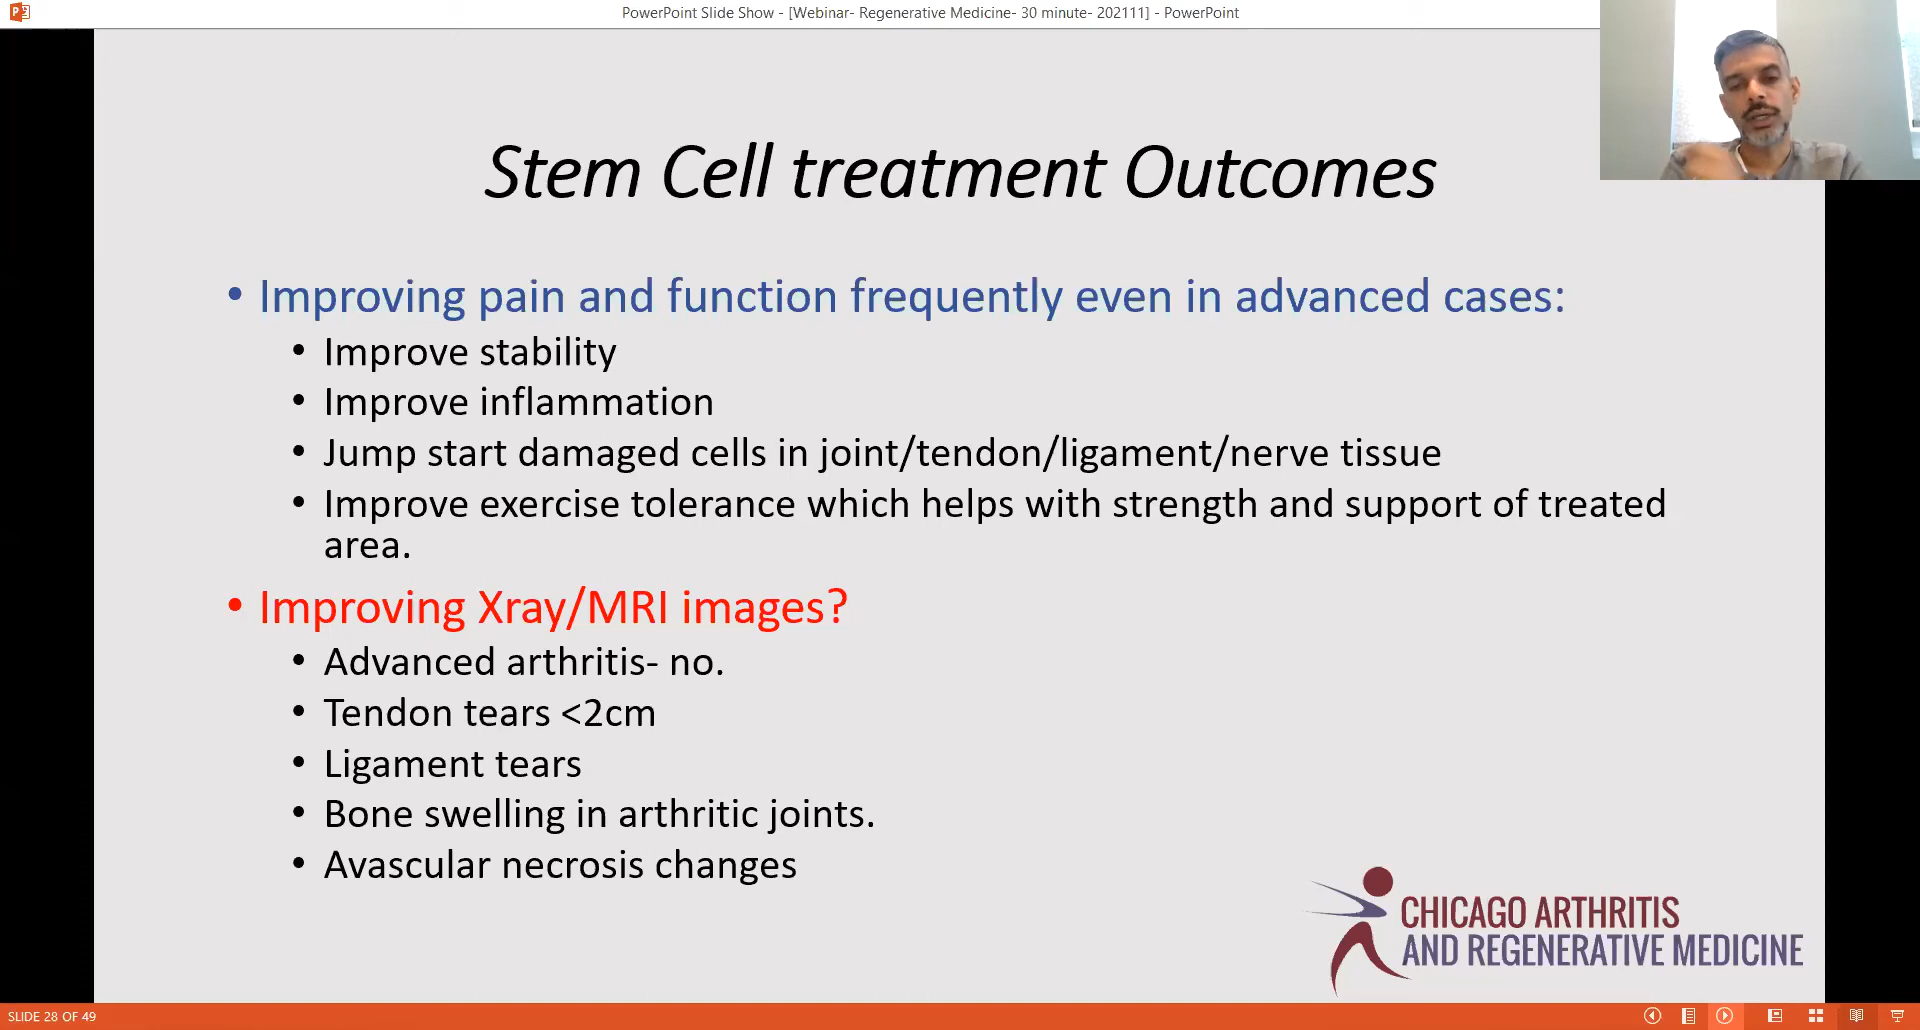 PowerPoint Slide Show - [Webinar- Regenerative Medicine- 30 minute- 202111] - PowerPoint
Stem Cell treatment Outcomes
• Improving pain and function frequently even in advanced cases:
• Improve stability
• Improve inflammation
• Jump start damaged cells in joint/tendon/ligament/nerve tissue
• Improve exercise tolerance which helps with strength and support of treated
area.
• Improving Xray/MRI images?
• Advanced arthritis- no.
• Tendon tears <2cm
• Ligament tears
• Bone swelling in arthritic joints.
• Avascular necrosis changes
CHICAGO ARTHRITIS
AND REGENERATIVE MEDICINE
SLIDE 28 OF 49